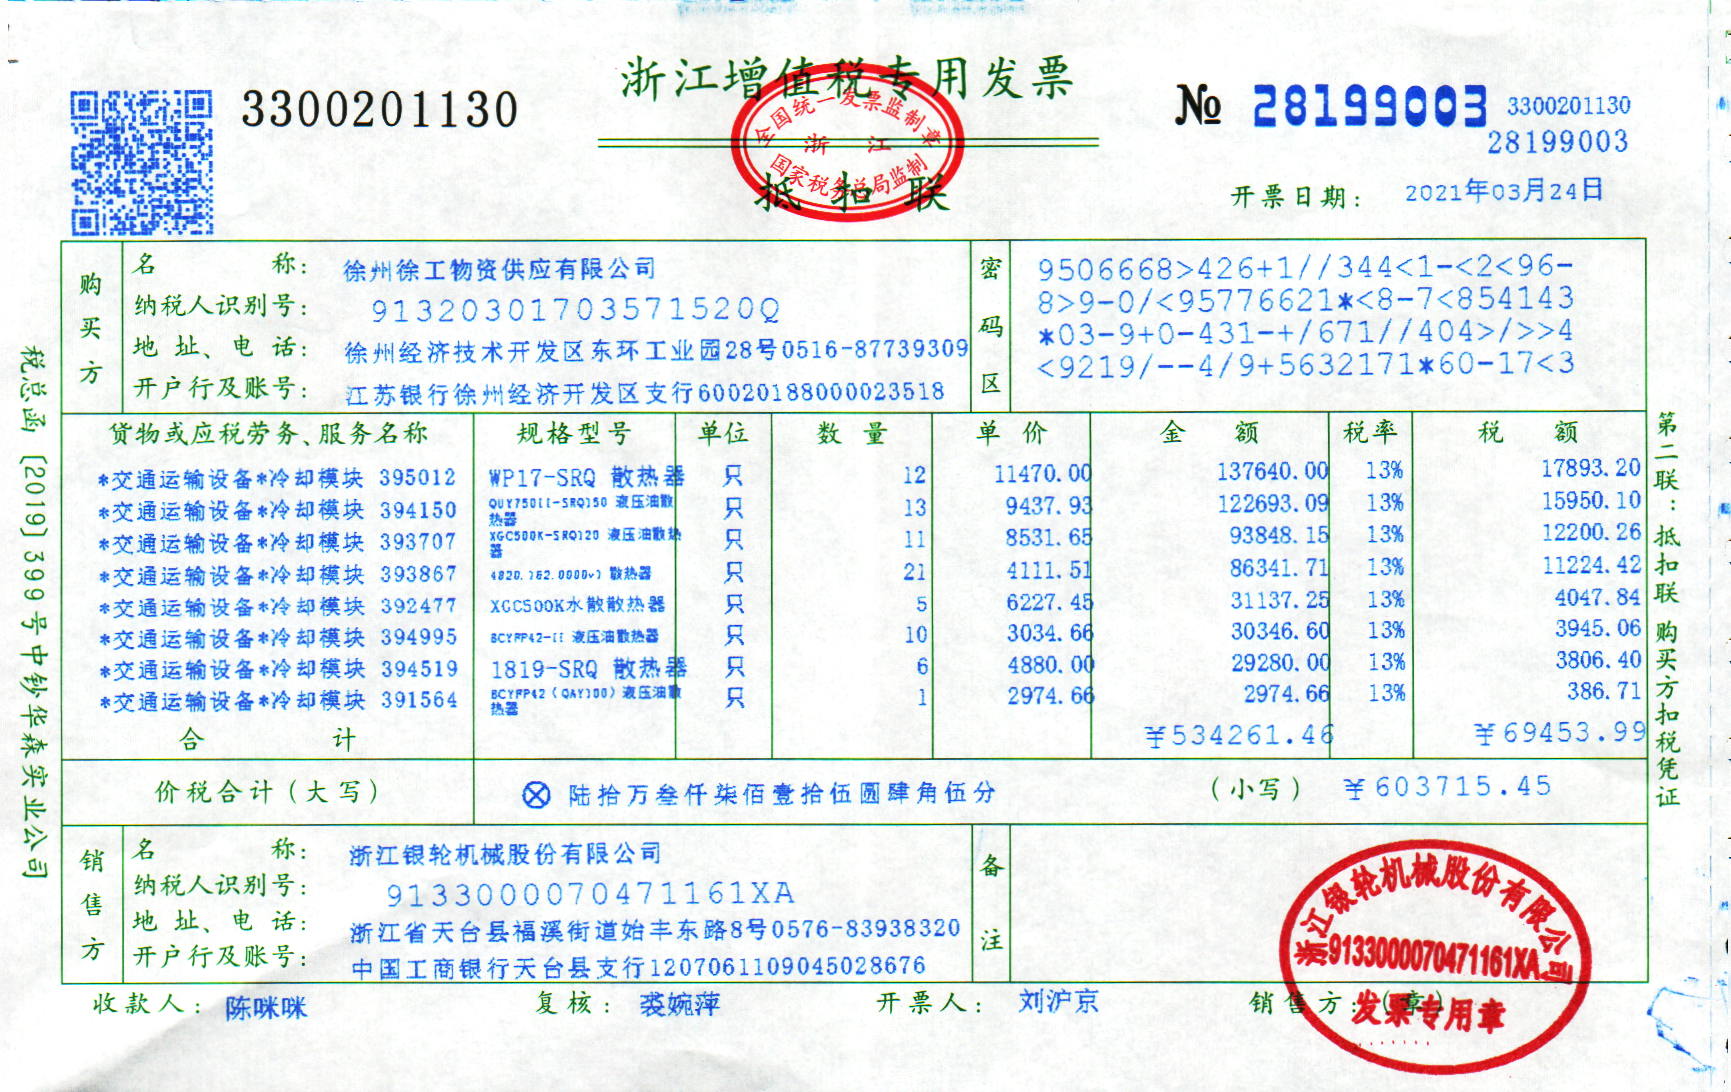 浙江增值税专用发票
3300201130
№ 28199003
3300201130
28199003
全国统一发票监制章
浙 江
国家税务总局监制
抵扣联
开票日期: 2021年03月24日
购买方
名 称: 徐州徐工物资供应有限公司
纳税人识别号: 91320301703571520Q
地 址、电 话: 徐州经济技术开发区东环工业园28号0516-87739309
开户行及账号: 江苏银行徐州经济开发区支行60020188000023518
密码区
9506668>426+1//344<1-<2<96-
8>9-0/<95776621*<8-7<854143
*03-9+0-431-+/671//404>/>>4
<9219/--4/9+5632171*60-17<3
货物或应税劳务、服务名称 规格型号 单位 数 量 单 价 金 额 税率 税 额
*交通运输设备*冷却模块 395012 WP17-SRQ 散热器 只 12 11470.00 137640.00 13% 17893.20
*交通运输设备*冷却模块 394150 QUY750II-SRQ150 液压油散热器 只 13 9437.93 122693.09 13% 15950.10
*交通运输设备*冷却模块 393707 XGC500K-SRQ120 液压油散热器 只 11 8531.65 93848.15 13% 12200.26
*交通运输设备*冷却模块 393867 4820.162.0000v1 散热器 只 21 4111.51 86341.71 13% 11224.42
*交通运输设备*冷却模块 392477 XGC500K水散散热器 只 5 6227.45 31137.25 13% 4047.84
*交通运输设备*冷却模块 394995 BCYFP42-II 液压油散热器 只 10 3034.66 30346.60 13% 3945.06
*交通运输设备*冷却模块 394519 1819-SRQ 散热器 只 6 4880.00 29280.00 13% 3806.40
*交通运输设备*冷却模块 391564 BCYFP42(QAY100)液压油散热器 只 1 2974.66 2974.66 13% 386.71
合 计 ¥534261.46 ¥69453.99
价税合计(大写) ⊗ 陆拾万叁仟柒佰壹拾伍圆肆角伍分 (小写) ¥603715.45
销售方
名 称: 浙江银轮机械股份有限公司
纳税人识别号: 9133000070471161XA
地 址、电 话: 浙江省天台县福溪街道始丰东路8号0576-83938320
开户行及账号: 中国工商银行天台县支行1207061109045028676
备注
浙江银轮机械股份有限公司
9133000070471161XA
发票专用章
收款人: 陈咪咪 复核: 裘婉萍 开票人: 刘沪京 销售方:(章)
税总函〔2019〕399号中钞华森实业公司
第二联:抵扣联 购买方扣税凭证